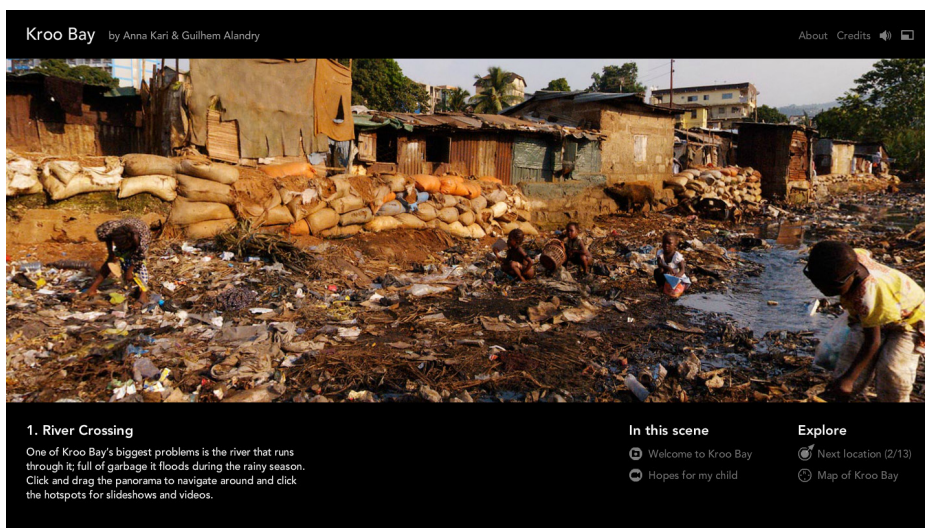 Kroo Bay by Anna Kari & Guilhem Alandry
About Credits
1. River Crossing
One of Kroo Bay's biggest problems is the river that runs
through it; full of garbage it floods during the rainy season.
Click and drag the panorama to navigate around and click
the hotspots for slideshows and videos.
In this scene
Welcome to Kroo Bay
Hopes for my child
Explore
Next location (2/13)
Map of Kroo Bay